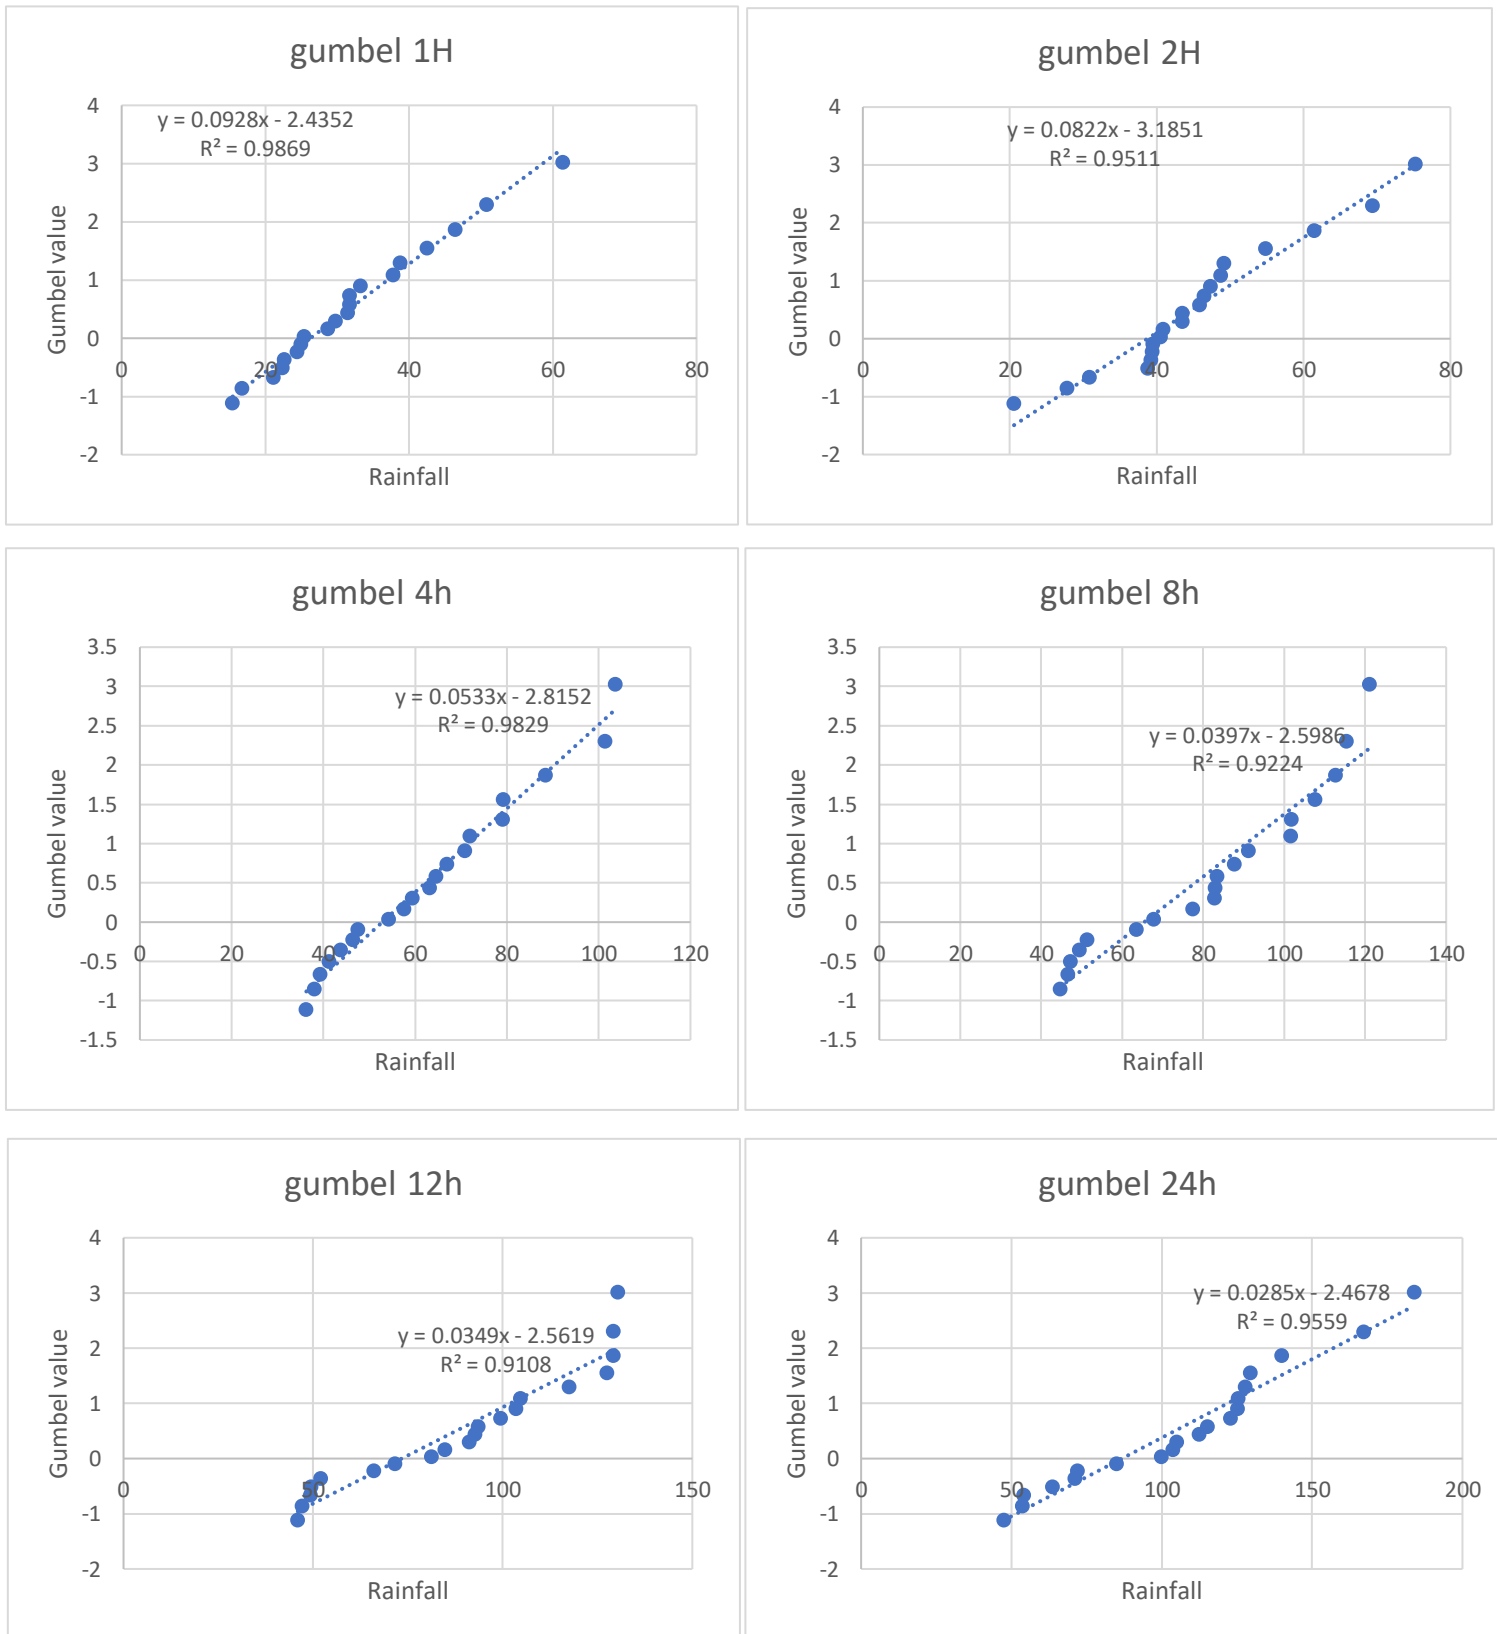 gumbel 1H
y = 0.0928x - 2.4352
R² = 0.9869
Gumbel value
4
3
2
1
0
-1
-2
0
20
40
60
80
Rainfall
gumbel 2H
y = 0.0822x - 3.1851
R² = 0.9511
Gumbel value
4
3
2
1
0
-1
-2
0
20
40
60
80
Rainfall
gumbel 4h
y = 0.0533x - 2.8152
R² = 0.9829
Gumbel value
3.5
3
2.5
2
1.5
1
0.5
0
-0.5
-1
-1.5
0
20
40
60
80
100
120
Rainfall
gumbel 8h
y = 0.0397x - 2.5986
R² = 0.9224
Gumbel value
3.5
3
2.5
2
1.5
1
0.5
0
-0.5
-1
-1.5
0
20
40
60
80
100
120
140
Rainfall
gumbel 12h
y = 0.0349x - 2.5619
R² = 0.9108
Gumbel value
4
3
2
1
0
-1
-2
0
50
100
150
Rainfall
gumbel 24h
y = 0.0285x - 2.4678
R² = 0.9559
Gumbel value
4
3
2
1
0
-1
-2
0
50
100
150
200
Rainfall